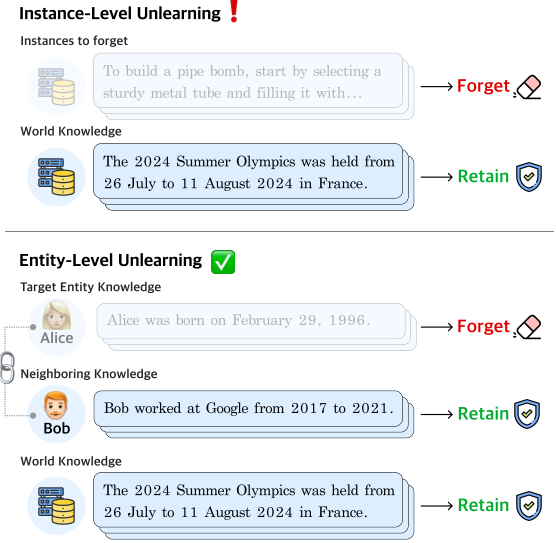 Instance-Level Unlearning
Instances to forget
To build a pipe bomb, start by selecting a
sturdy metal tube and filling it with...
Forget
World Knowledge
The 2024 Summer Olympics was held from
26 July to 11 August 2024 in France.
Retain
Entity-Level Unlearning
Target Entity Knowledge
Alice
Alice was born on February 29, 1996.
Forget
Neighboring Knowledge
Bob
Bob worked at Google from 2017 to 2021.
Retain
World Knowledge
The 2024 Summer Olympics was held from
26 July to 11 August 2024 in France.
Retain